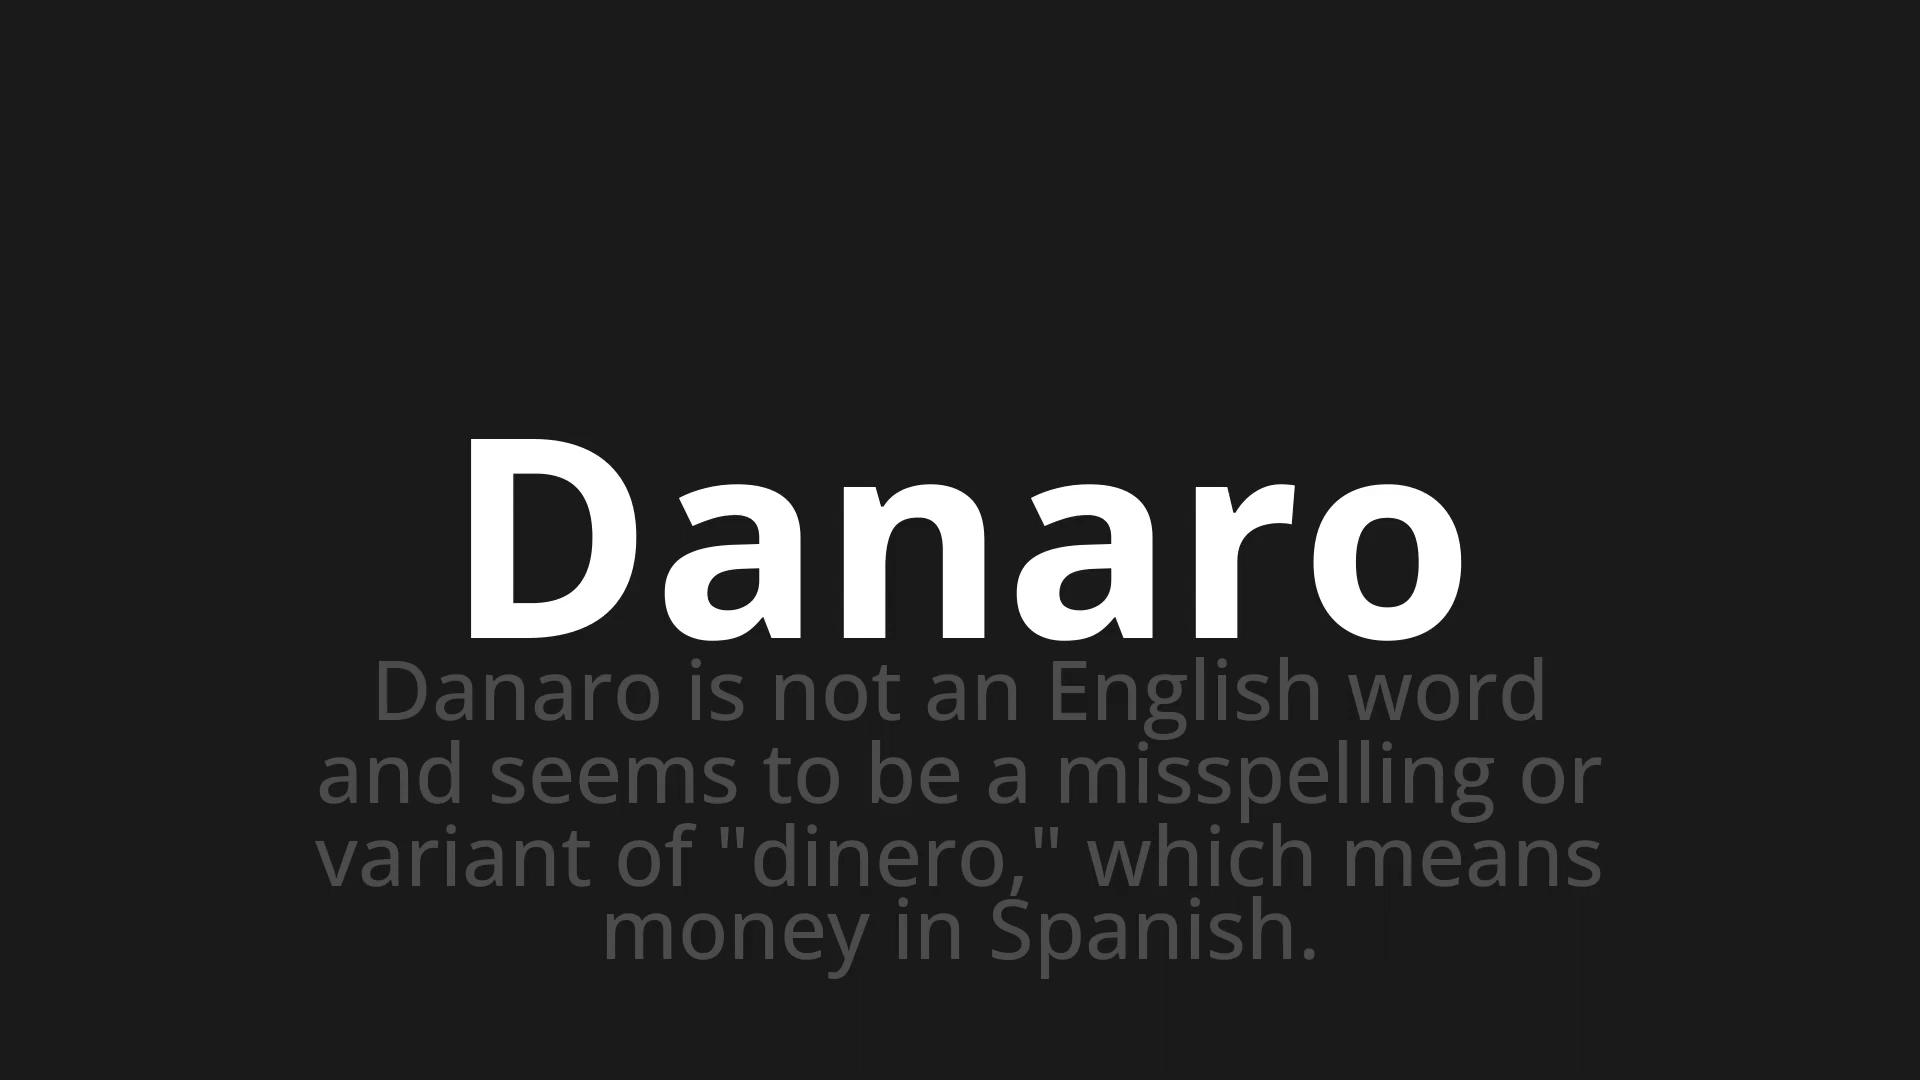 Danaro
Danaro is not an English word
and seems to be a misspelling or
variant of "dinero," which means
money in Spanish.